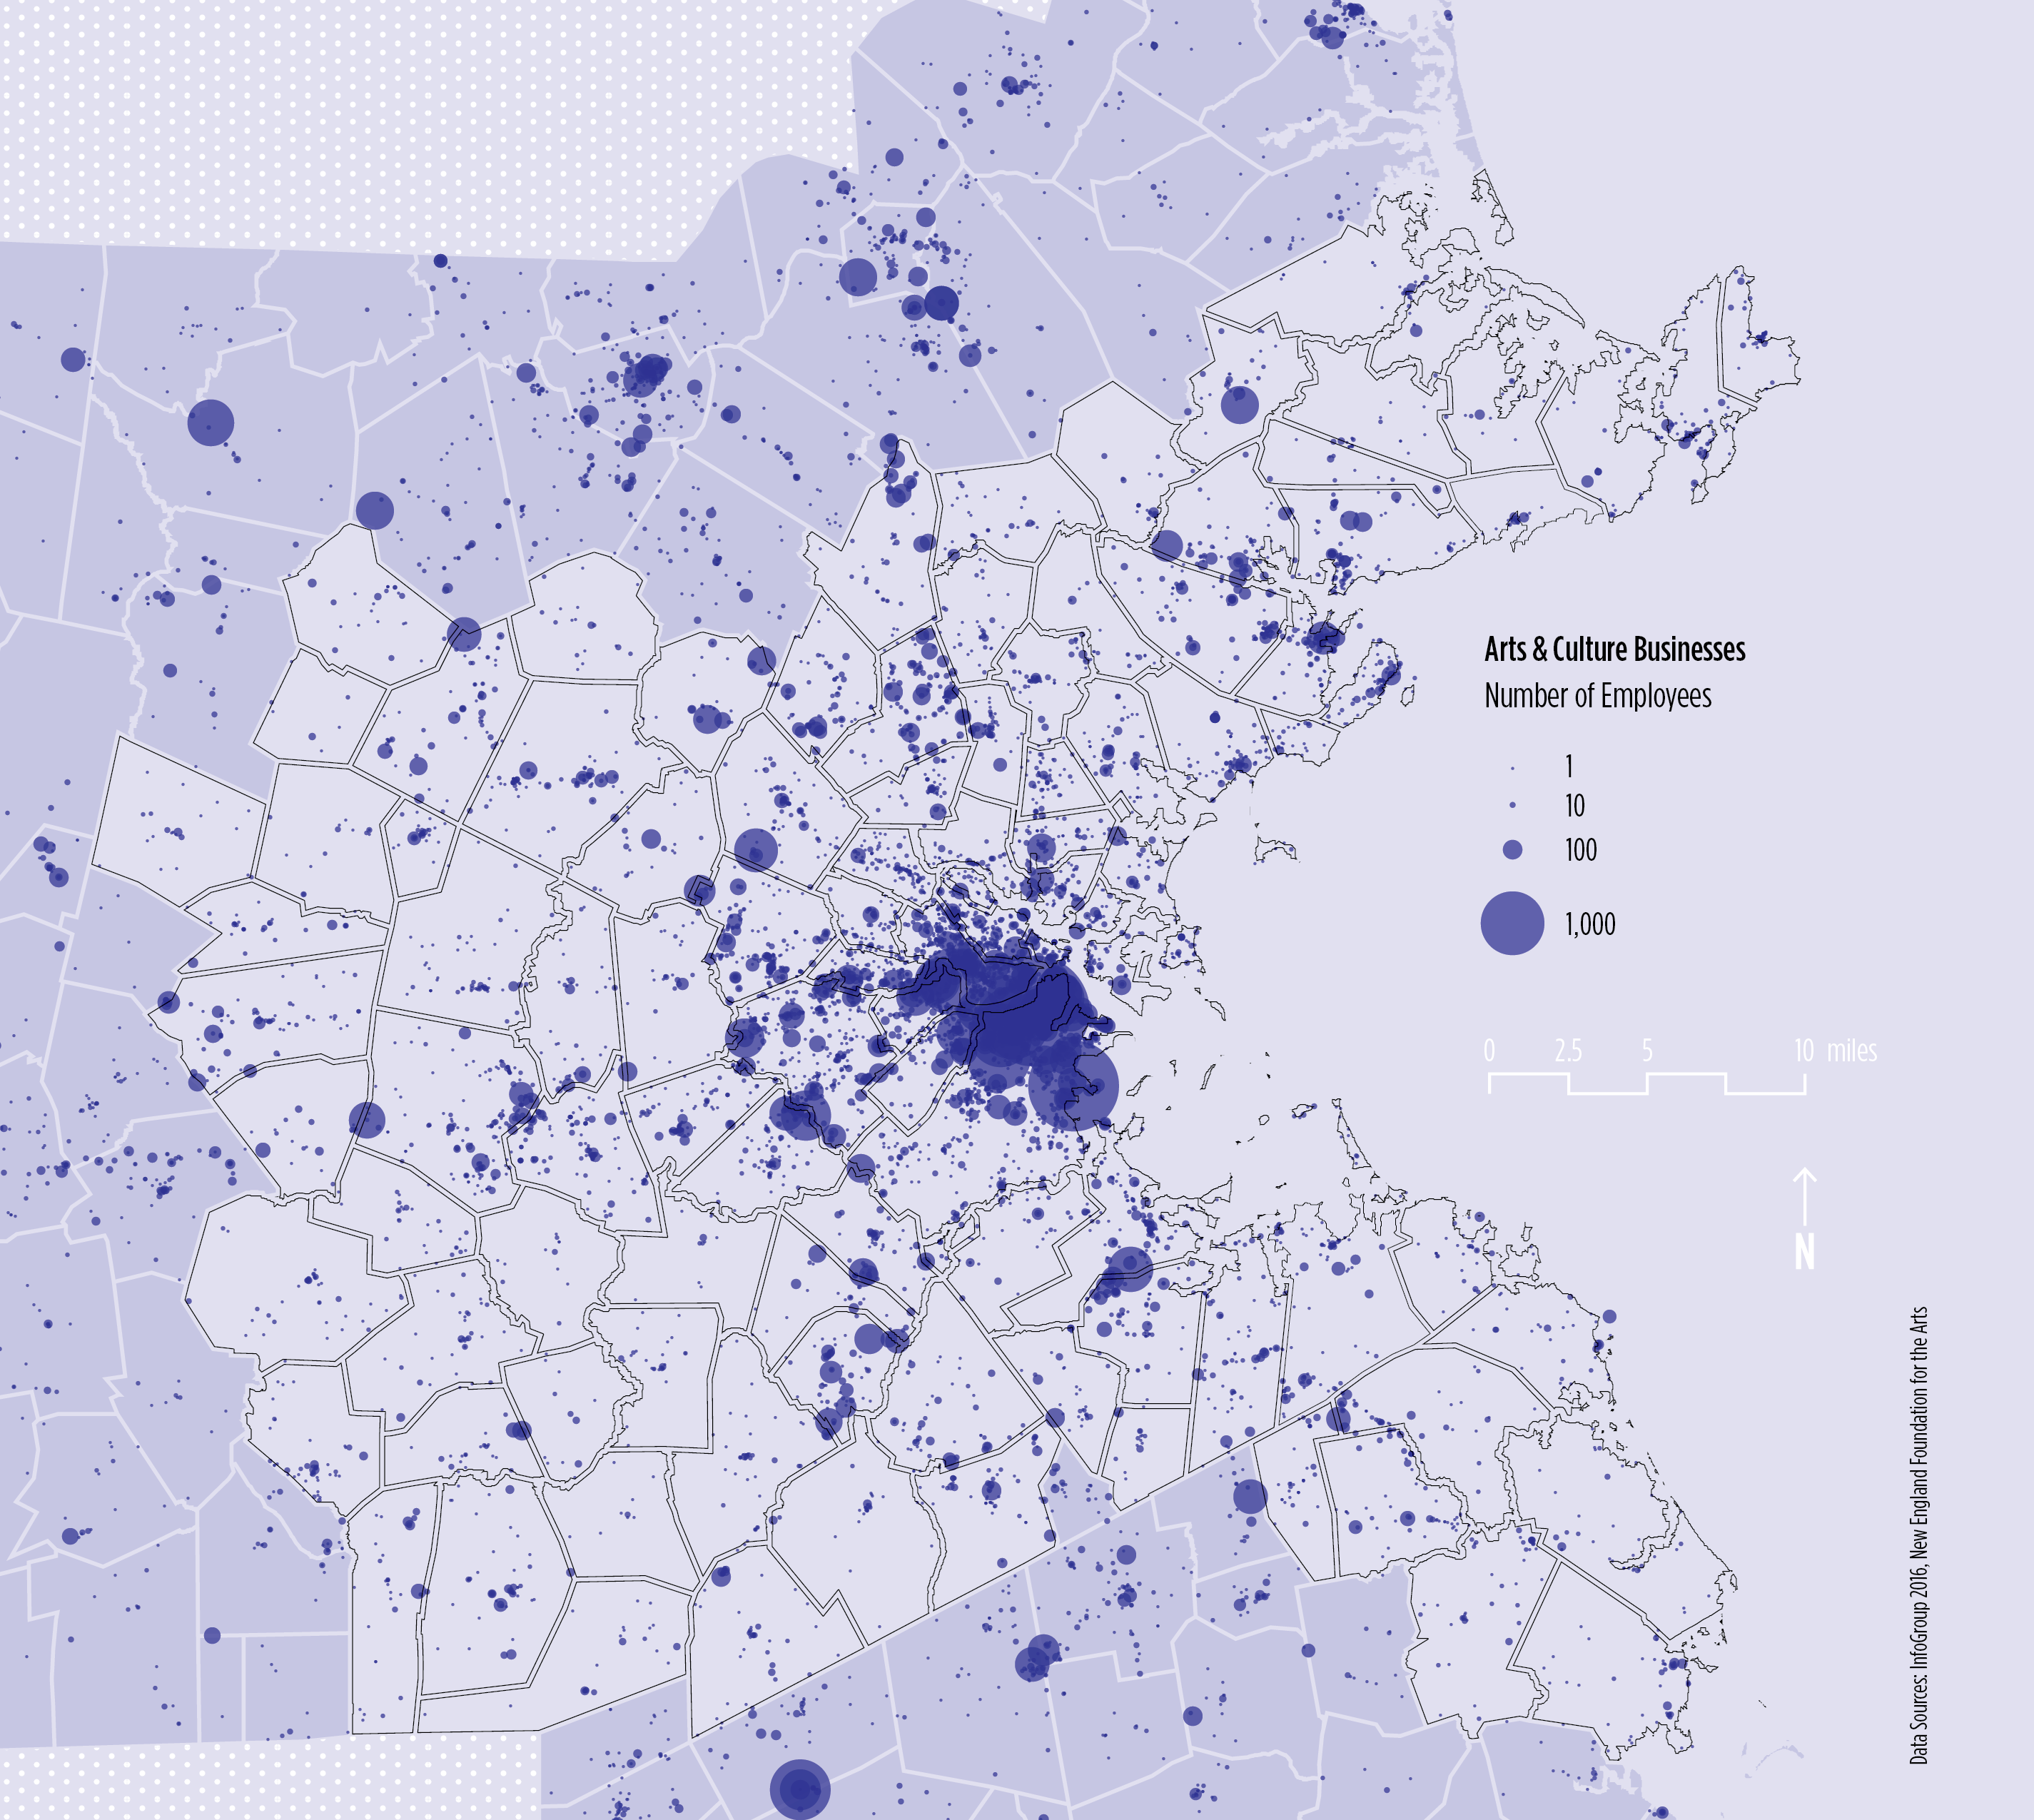 Arts & Culture Businesses
Number of Employees
1
10
100
1,000
0 2.5 5 10 miles
N
Data Sources: InfoGroup 2016, New England Foundation for the Arts